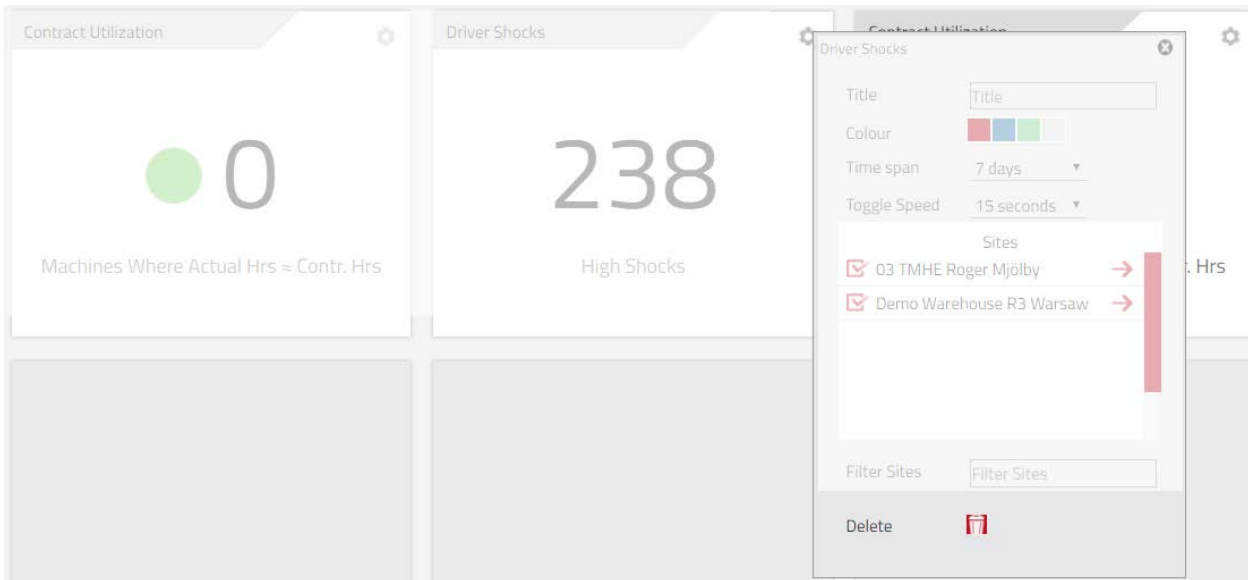 Contract Utilization
Driver Shocks
Contract Utilization
0
Machines Where Actual Hrs ≈ Contr. Hrs
238
High Shocks
. Hrs
Driver Shocks
Title Title
Colour
Time span 7 days
Toggle Speed 15 seconds
Sites
03 TMHE Roger Mjölby
Demo Warehouse R3 Warsaw
Filter Sites Filter Sites
Delete